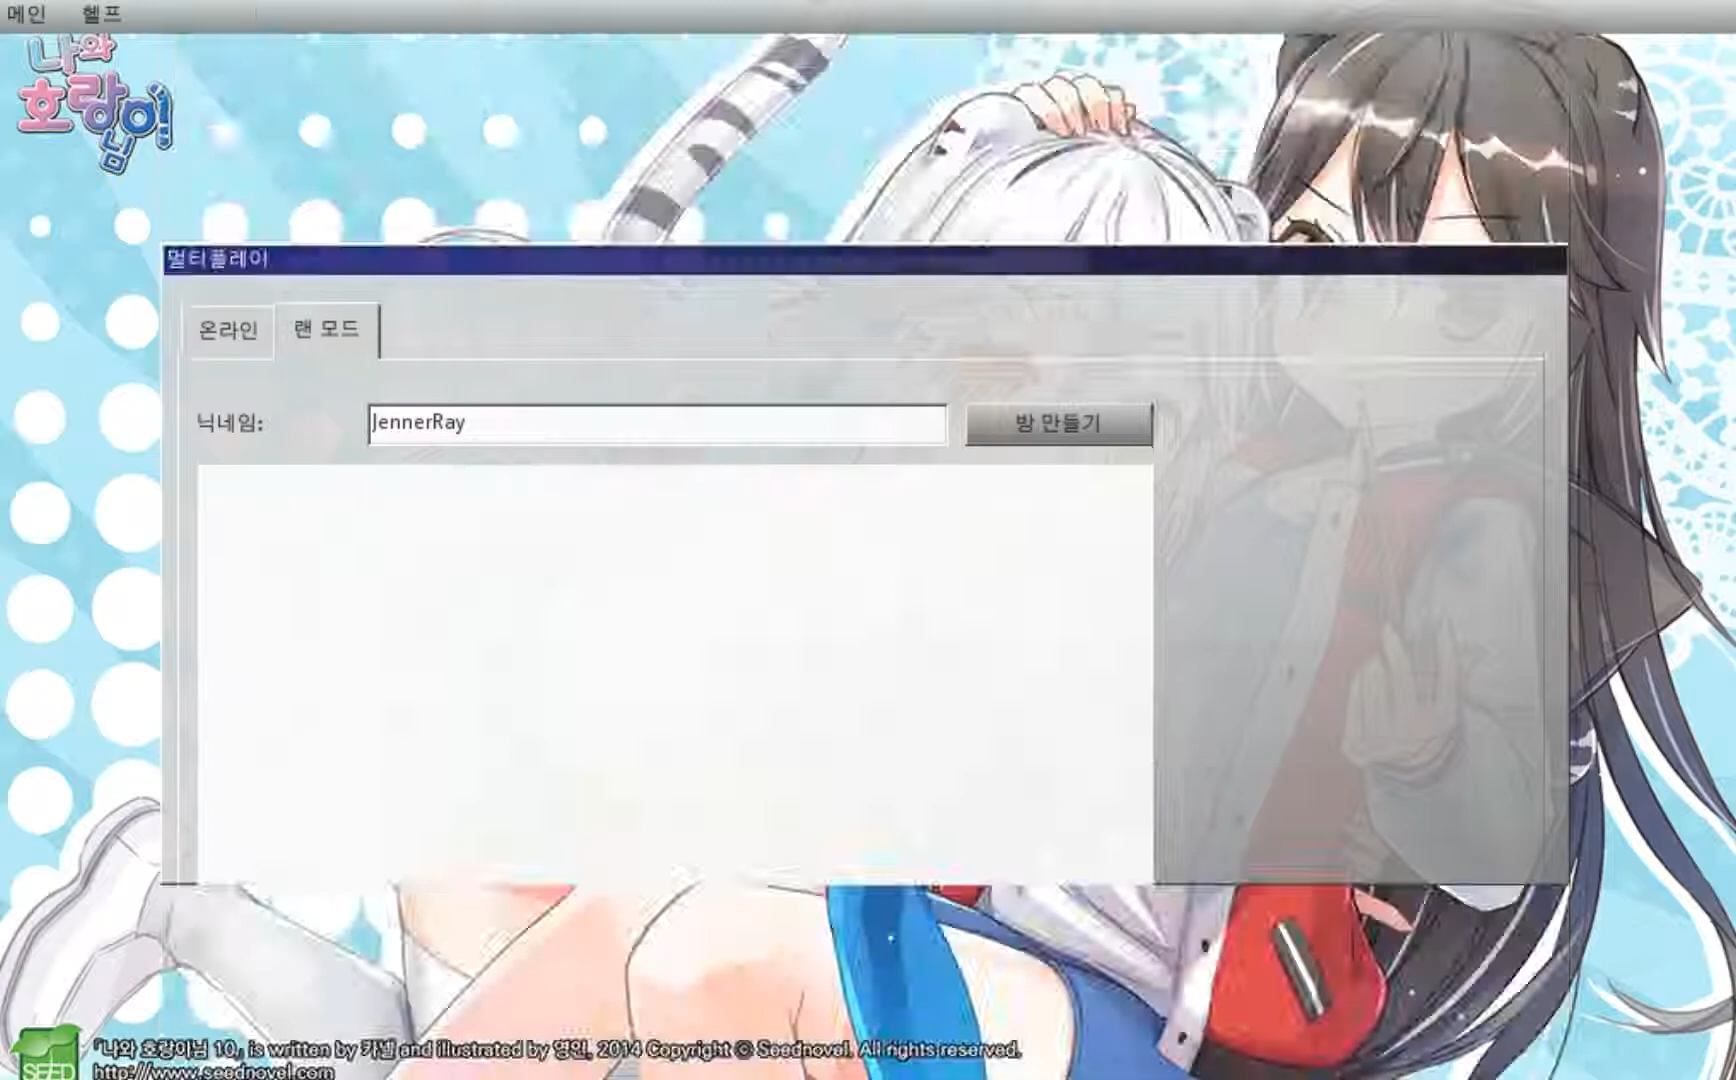 메인 헬프
나와
호랑이
님
멀티플레이
온라인 랜 모드
닉네임: JennerRay 방 만들기
『나와 호랑이님 10』 is written by 카넬 and illustrated by 영인, 2014 Copyright © Seednovel. All rights reserved.
SEED http://www.seednovel.com